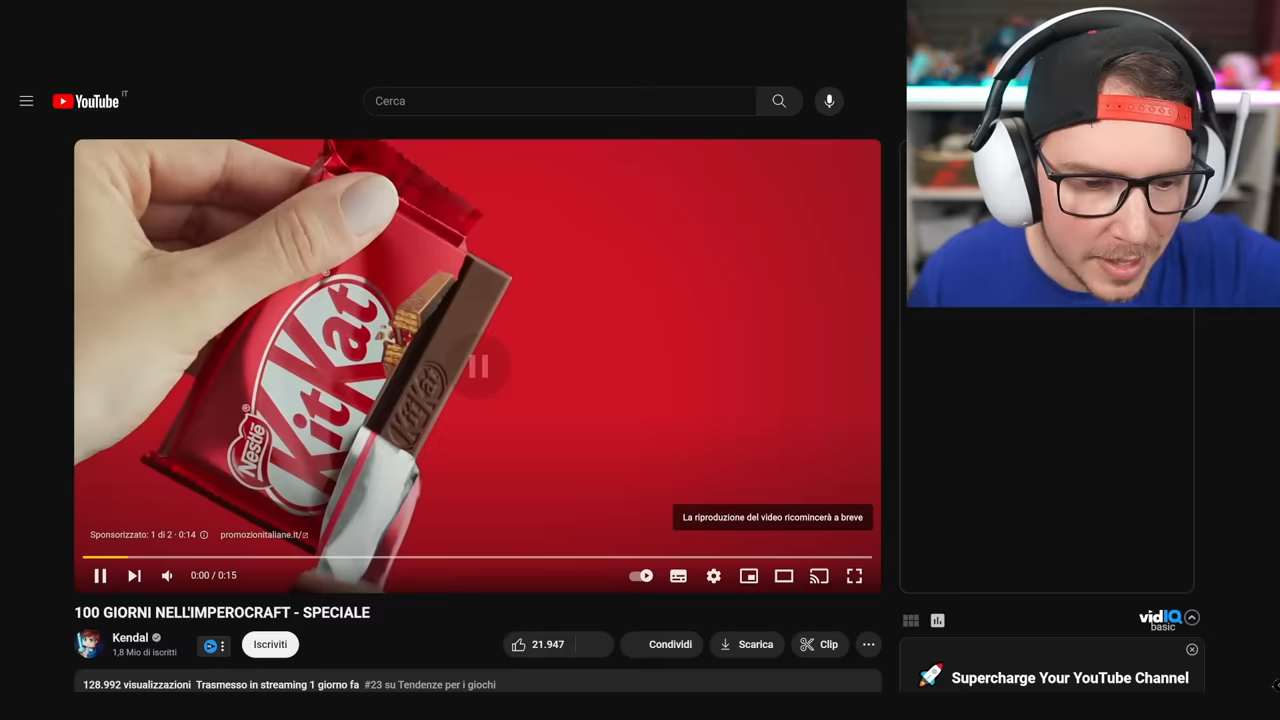 YouTube IT
Cerca
Nestlé
KitKat
KitKat
La riproduzione del video ricomincerà a breve
Sponsorizzato: 1 di 2 · 0:14 promozionitaliane.it/
0:00 / 0:15
100 GIORNI NELL'IMPEROCRAFT - SPECIALE
Kendal
1,8 Mio di iscritti
Iscriviti
21.947
Condividi
Scarica
Clip
128.992 visualizzazioni Trasmesso in streaming 1 giorno fa #23 su Tendenze per i giochi
vidIQ
basic
Supercharge Your YouTube Channel